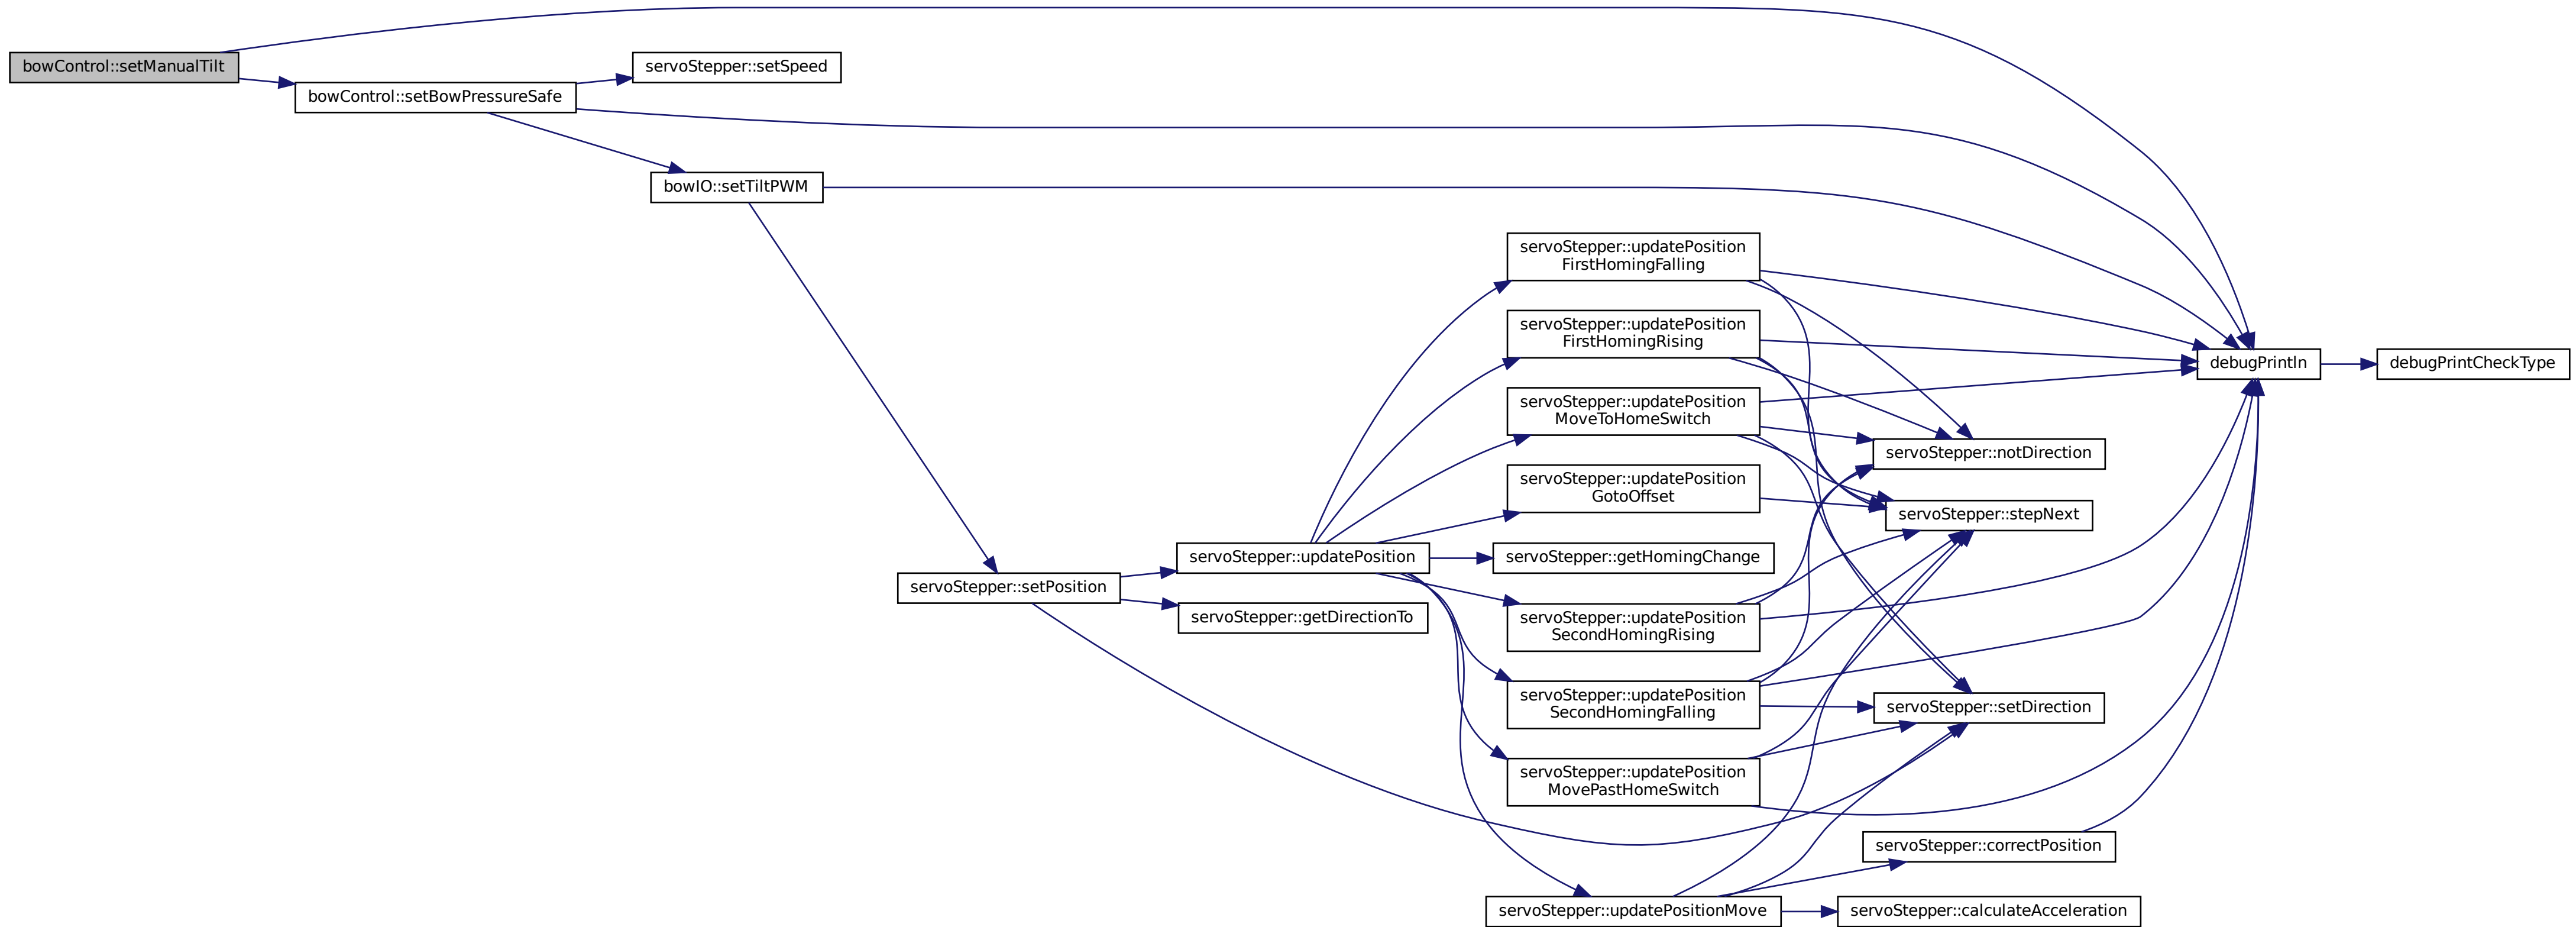 bowControl::setManualTilt
servoStepper::setSpeed
bowControl::setBowPressureSafe
bowIO::setTiltPWM
servoStepper::updatePosition
FirstHomingFalling
servoStepper::updatePosition
FirstHomingRising
debugPrintln
debugPrintCheckType
servoStepper::updatePosition
MoveToHomeSwitch
servoStepper::notDirection
servoStepper::updatePosition
GotoOffset
servoStepper::stepNext
servoStepper::updatePosition
servoStepper::getHomingChange
servoStepper::setPosition
servoStepper::getDirectionTo
servoStepper::updatePosition
SecondHomingRising
servoStepper::updatePosition
SecondHomingFalling
servoStepper::setDirection
servoStepper::updatePosition
MovePastHomeSwitch
servoStepper::correctPosition
servoStepper::updatePositionMove
servoStepper::calculateAcceleration